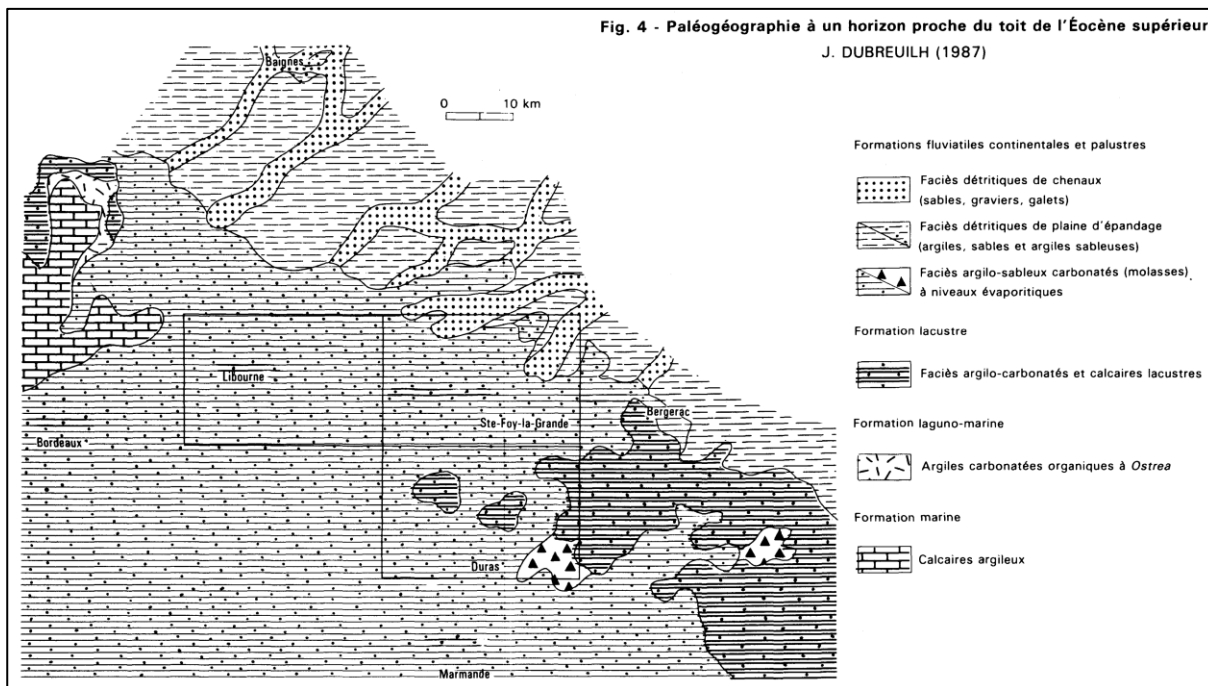 Fig. 4 - Paléogéographie à un horizon proche du toit de l'Éocène supérieur
J. DUBREUILH (1987)
Baignes
0 10 km
Formations fluviatiles continentales et palustres
Faciès détritiques de chenaux
(sables, graviers, galets)
Faciès détritiques de plaine d'épandage
(argiles, sables et argiles sableuses)
Faciès argilo-sableux carbonatés (molasses)
à niveaux évaporitiques
Formation lacustre
Faciès argilo-carbonatés et calcaires lacustres
Formation laguno-marine
Argiles carbonatées organiques à Ostrea
Formation marine
Calcaires argileux
Libourne
Bergerac
Ste-Foy-la-Grande
Bordeaux
Duras
Marmande